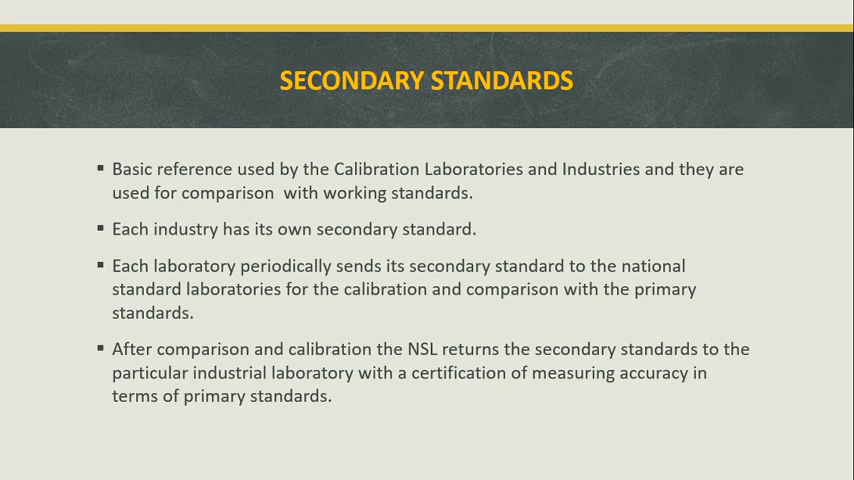 SECONDARY STANDARDS
▪ Basic reference used by the Calibration Laboratories and Industries and they are
used for comparison  with working standards.
▪ Each industry has its own secondary standard.
▪ Each laboratory periodically sends its secondary standard to the national
standard laboratories for the calibration and comparison with the primary
standards.
▪ After comparison and calibration the NSL returns the secondary standards to the
particular industrial laboratory with a certification of measuring accuracy in
terms of primary standards.